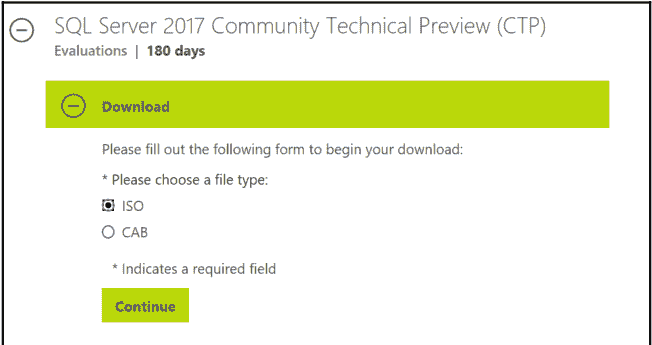 SQL Server 2017 Community Technical Preview (CTP)
Evaluations | 180 days
Download
Please fill out the following form to begin your download:
* Please choose a file type:
ISO
CAB
* Indicates a required field
Continue